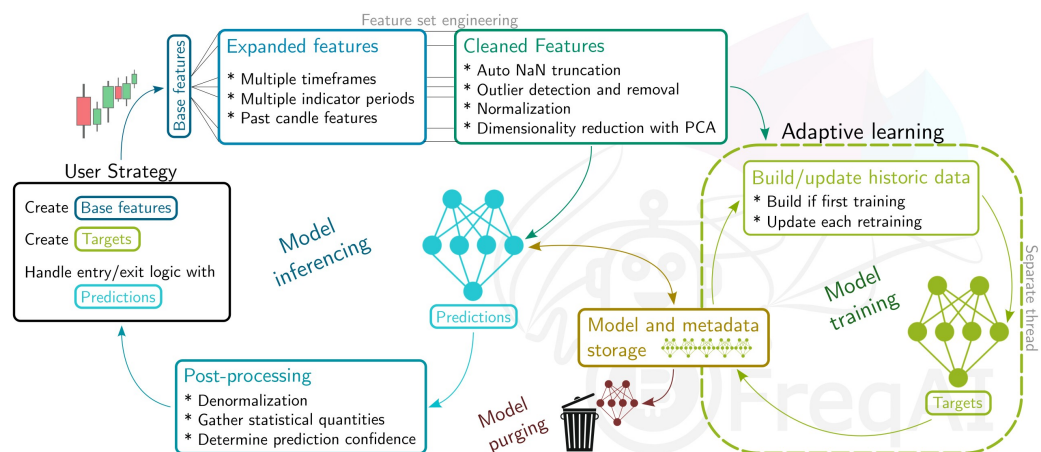 Feature set engineering
Base features
Expanded features
* Multiple timeframes
* Multiple indicator periods
* Past candle features
Cleaned Features
* Auto NaN truncation
* Outlier detection and removal
* Normalization
* Dimensionality reduction with PCA
Adaptive learning
Build/update historic data
* Build if first training
* Update each retraining
User Strategy
Create Base features
Create Targets
Handle entry/exit logic with
Predictions
Model
inferencing
Predictions
Model
training
Separate thread
Model and metadata
storage
Targets
Post-processing
* Denormalization
* Gather statistical quantities
* Determine prediction confidence
Model
purging
FreqAI